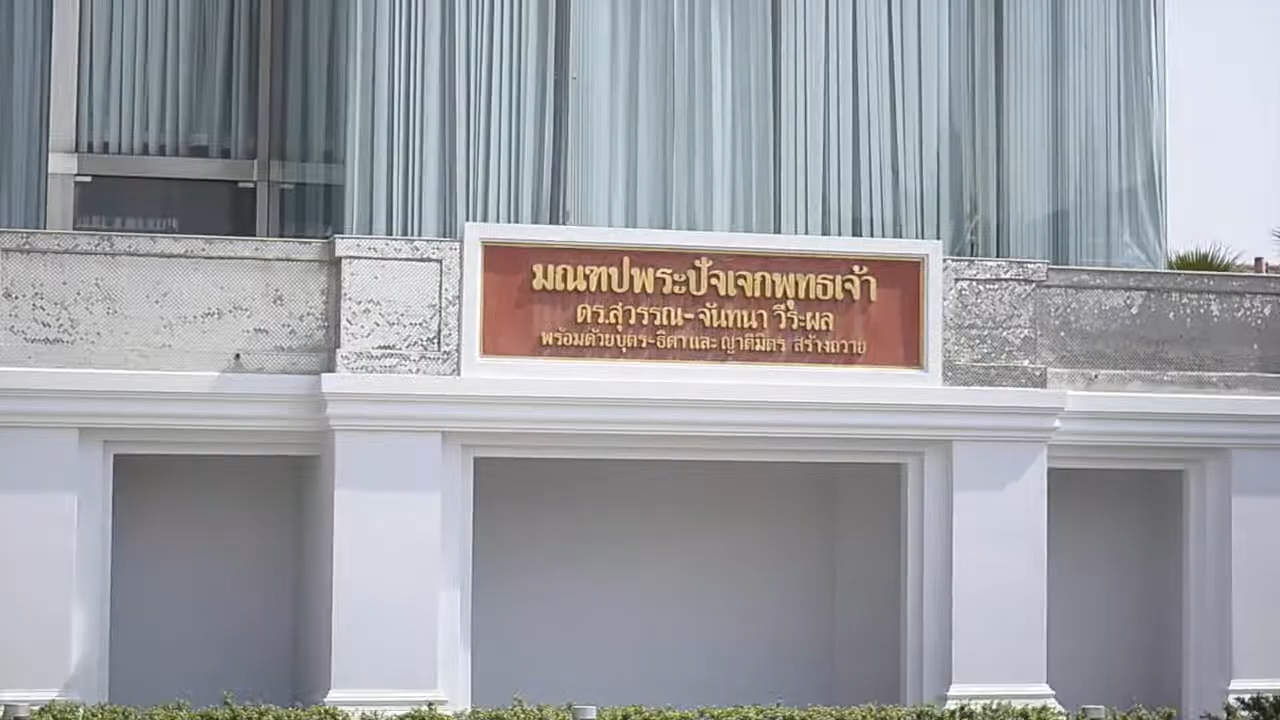 มณฑปพระปัจเจกพุทธเจ้า
ดร.สุวรรณ-จันทนา วีระผล
พร้อมด้วยบุตร-ธิดา และ ญาติมิตร สร้างถวาย